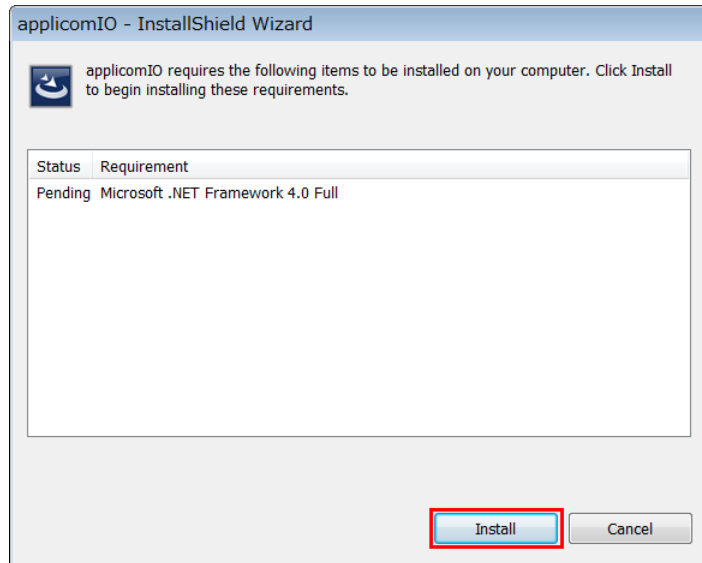 applicomIO - InstallShield Wizard
applicomIO requires the following items to be installed on your computer. Click Install
to begin installing these requirements.
Status Requirement
Pending Microsoft .NET Framework 4.0 Full
Install Cancel